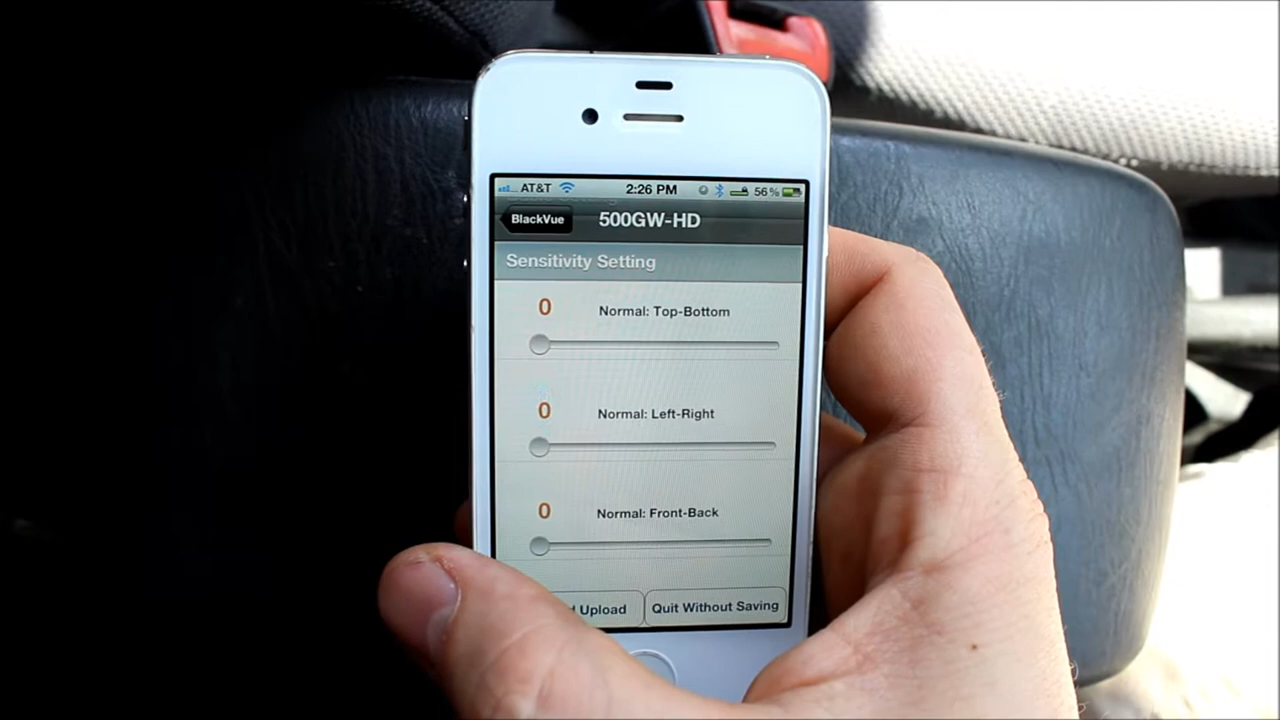 AT&T 2:26 PM 56%
BlackVue 500GW-HD
Sensitivity Setting
0 Normal: Top-Bottom
0 Normal: Left-Right
0 Normal: Front-Back
Upload Quit Without Saving